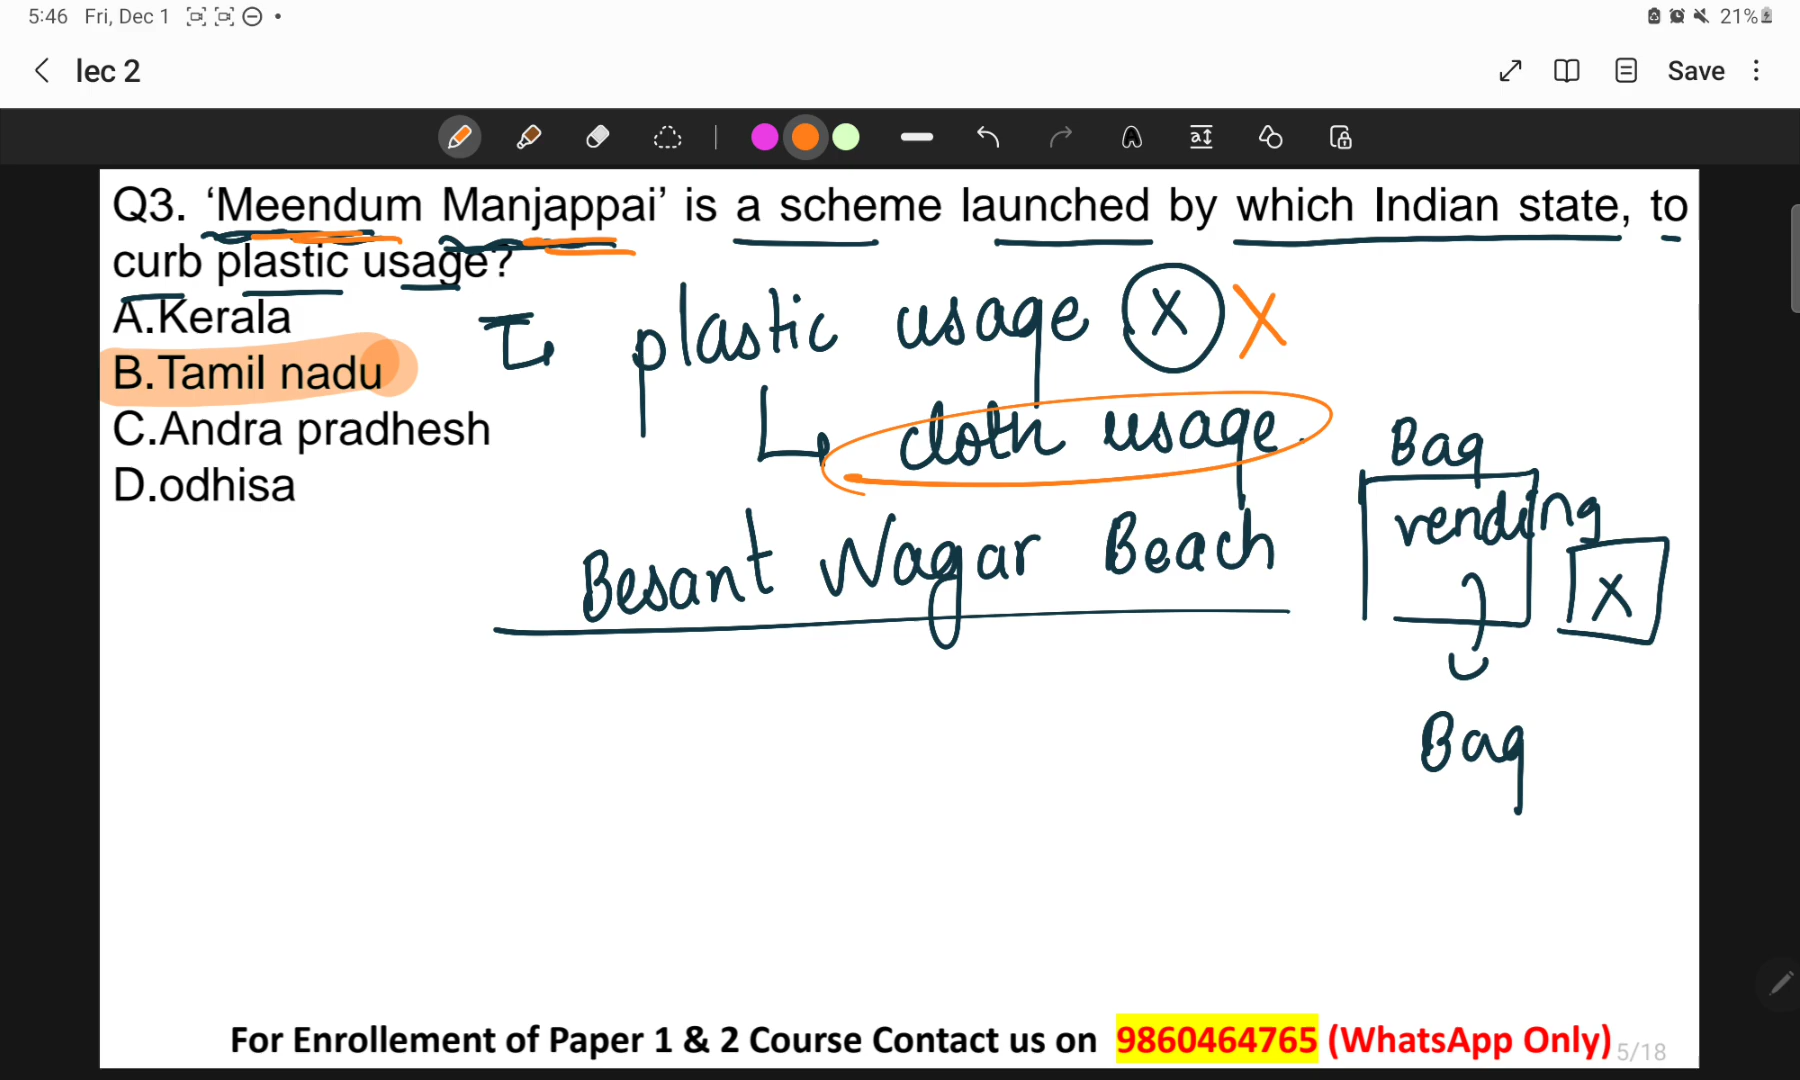 5:46 Fri, Dec 1
21%
lec 2
Save
Q3. ‘Meendum Manjappai’ is a scheme launched by which Indian state, to
curb plastic usage?
A.Kerala
B.Tamil nadu
C.Andra pradhesh
D.odhisa
plastic usage X X
cloth usage.
Besant Nagar Beach
Bag
vending
X
Bag
For Enrollement of Paper 1 & 2 Course Contact us on 9860464765 (WhatsApp Only)
5/18